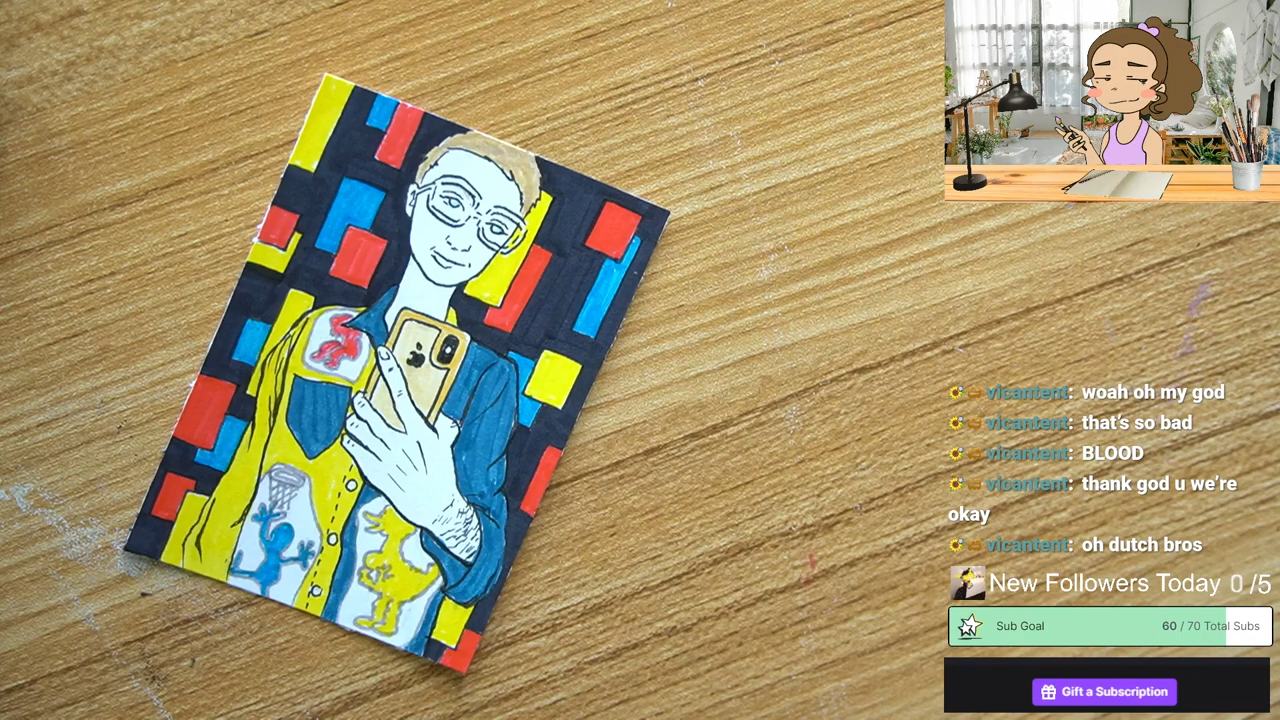 vicantent: woah oh my god
vicantent: that's so bad
vicantent: BLOOD
vicantent: thank god u we're
okay
vicantent: oh dutch bros
New Followers Today 0 /5
Sub Goal 60 / 70 Total Subs
Gift a Subscription